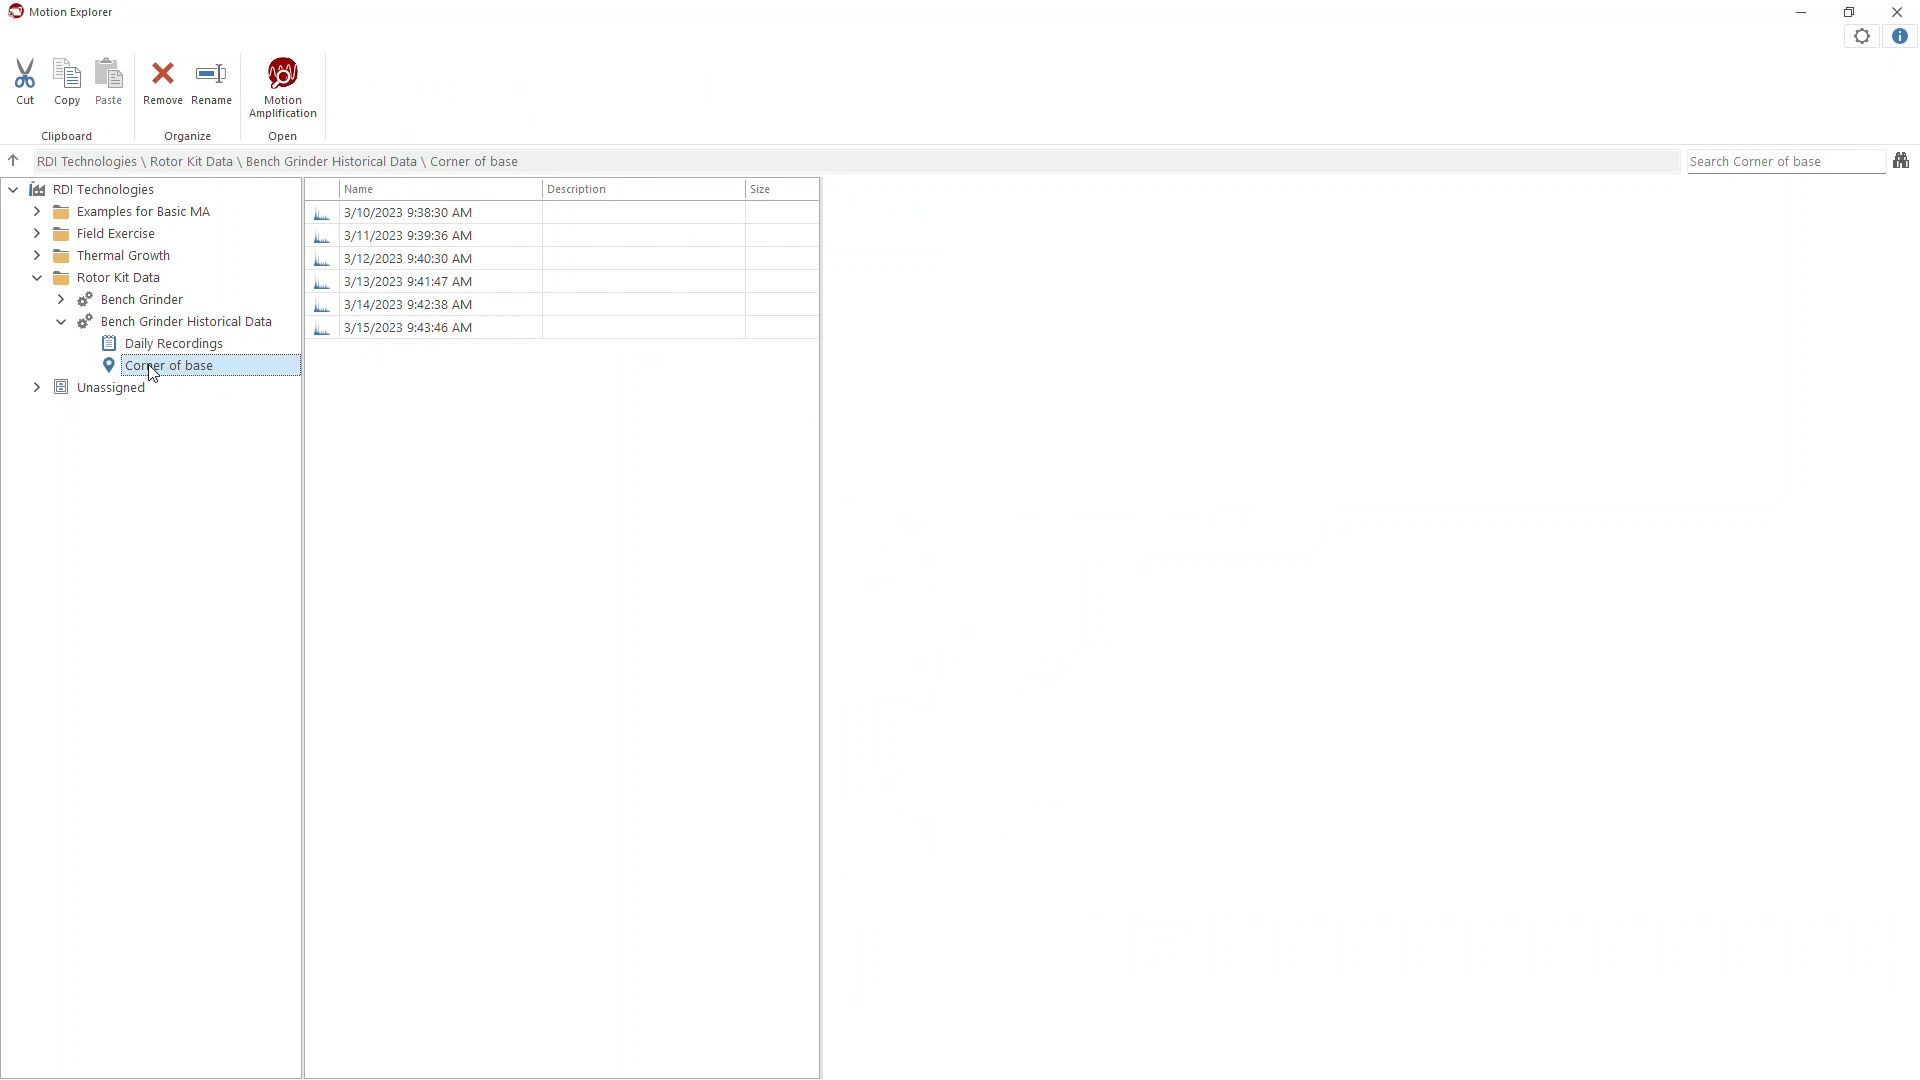 Motion Explorer
Cut
Copy
Paste
Remove
Rename
Motion
Amplification
Clipboard
Organize
Open
RDI Technologies \ Rotor Kit Data \ Bench Grinder Historical Data \ Corner of base
Search Corner of base
RDI Technologies
Examples for Basic MA
Field Exercise
Thermal Growth
Rotor Kit Data
Bench Grinder
Bench Grinder Historical Data
Daily Recordings
Corner of base
Unassigned
Name Description Size
3/10/2023 9:38:30 AM
3/11/2023 9:39:36 AM
3/12/2023 9:40:30 AM
3/13/2023 9:41:47 AM
3/14/2023 9:42:38 AM
3/15/2023 9:43:46 AM